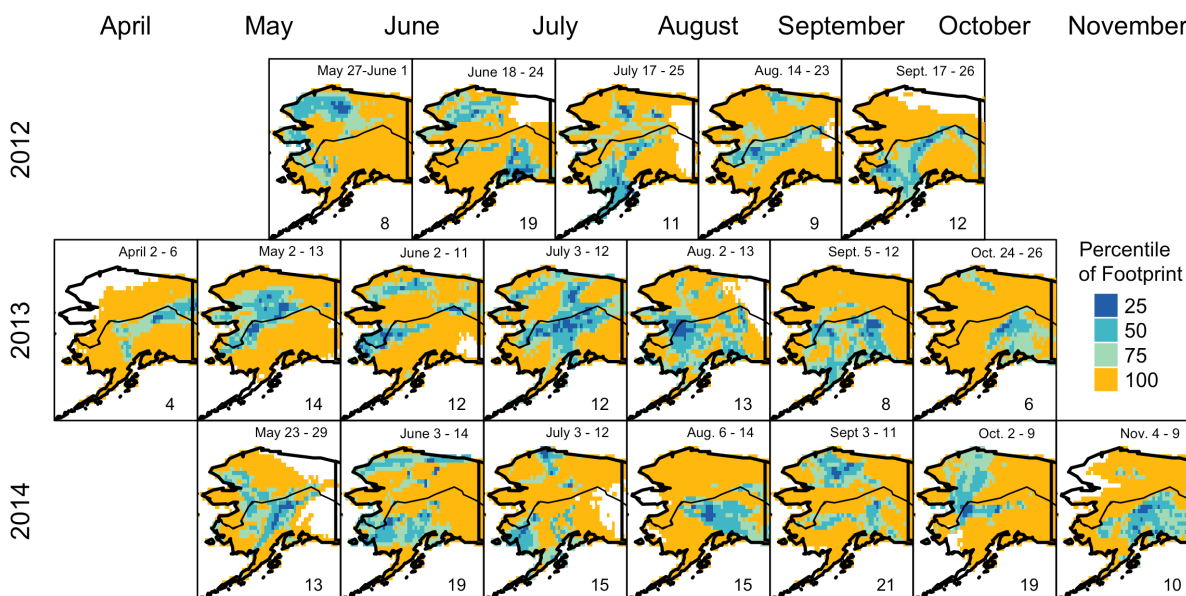 April May June July August September October November
2012
May 27-June 1
June 18 - 24
July 17 - 25
Aug. 14 - 23
Sept. 17 - 26
8
19
11
9
12
2013
April 2 - 6
May 2 - 13
June 2 - 11
July 3 - 12
Aug. 2 - 13
Sept. 5 - 12
Oct. 24 - 26
4
14
12
12
13
8
6
Percentile
of Footprint
25
50
75
100
2014
May 23 - 29
June 3 - 14
July 3 - 12
Aug. 6 - 14
Sept 3 - 11
Oct. 2 - 9
Nov. 4 - 9
13
19
15
15
21
19
10